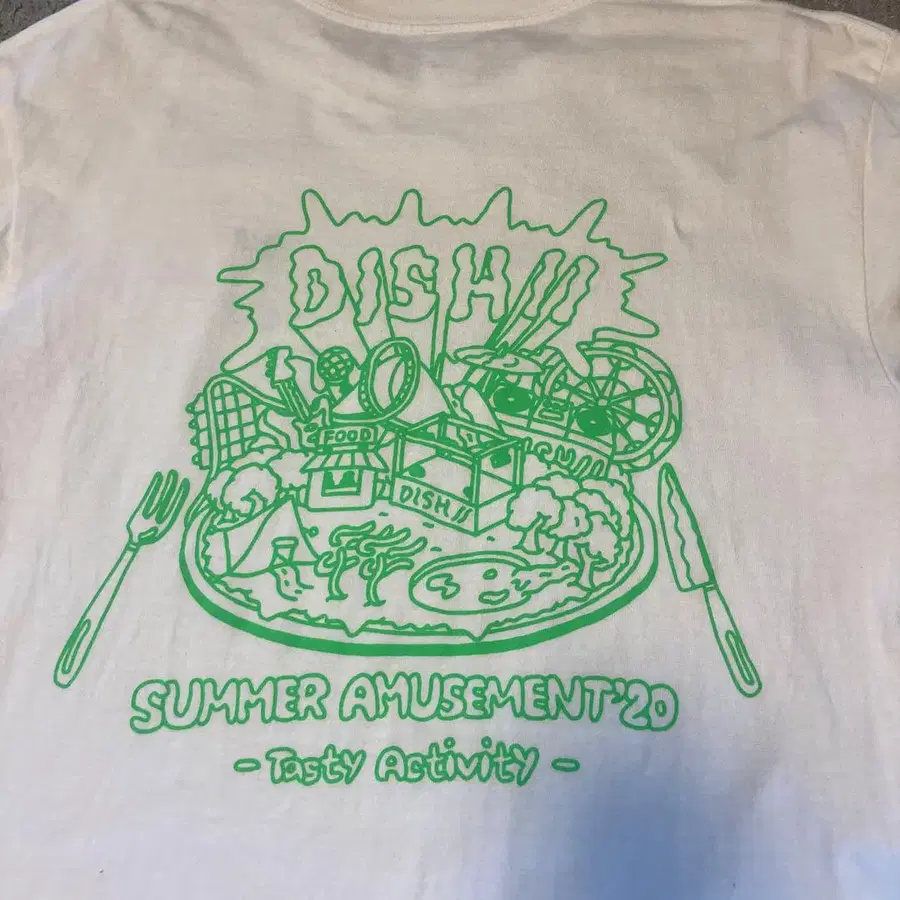 DISH//
FOOD
DISH//
SUMMER AMUSEMENT'20
- Tasty Activity -